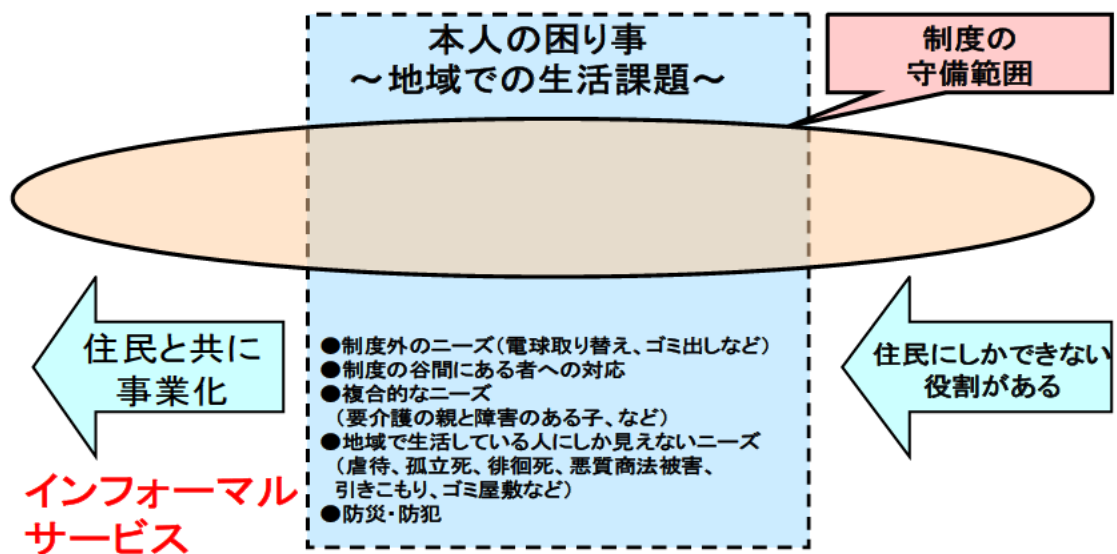 本人の困り事
～地域での生活課題～
制度の
守備範囲
住民と共に
事業化
●制度外のニーズ(電球取り替え、ゴミ出しなど)
●制度の谷間にある者への対応
●複合的なニーズ
(要介護の親と障害のある子、など)
●地域で生活している人にしか見えないニーズ
(虐待、孤立死、徘徊死、悪質商法被害、
引きこもり、ゴミ屋敷など)
●防災・防犯
住民にしかできない
役割がある
インフォーマル
サービス